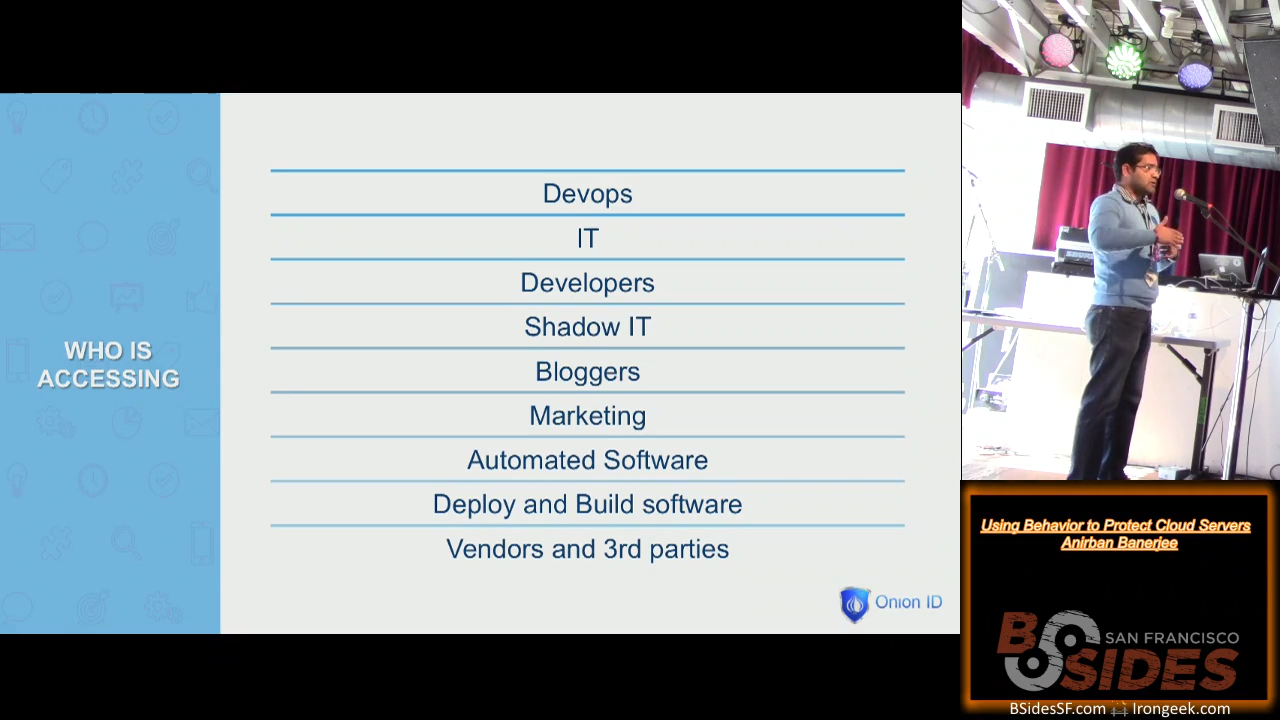 WHO IS
ACCESSING
Devops
IT
Developers
Shadow IT
Bloggers
Marketing
Automated Software
Deploy and Build software
Vendors and 3rd parties
Onion ID
Using Behavior to Protect Cloud Servers
Anirban Banerjee
BSIDES
SAN FRANCISCO
BSidesSF.com
Irongeek.com